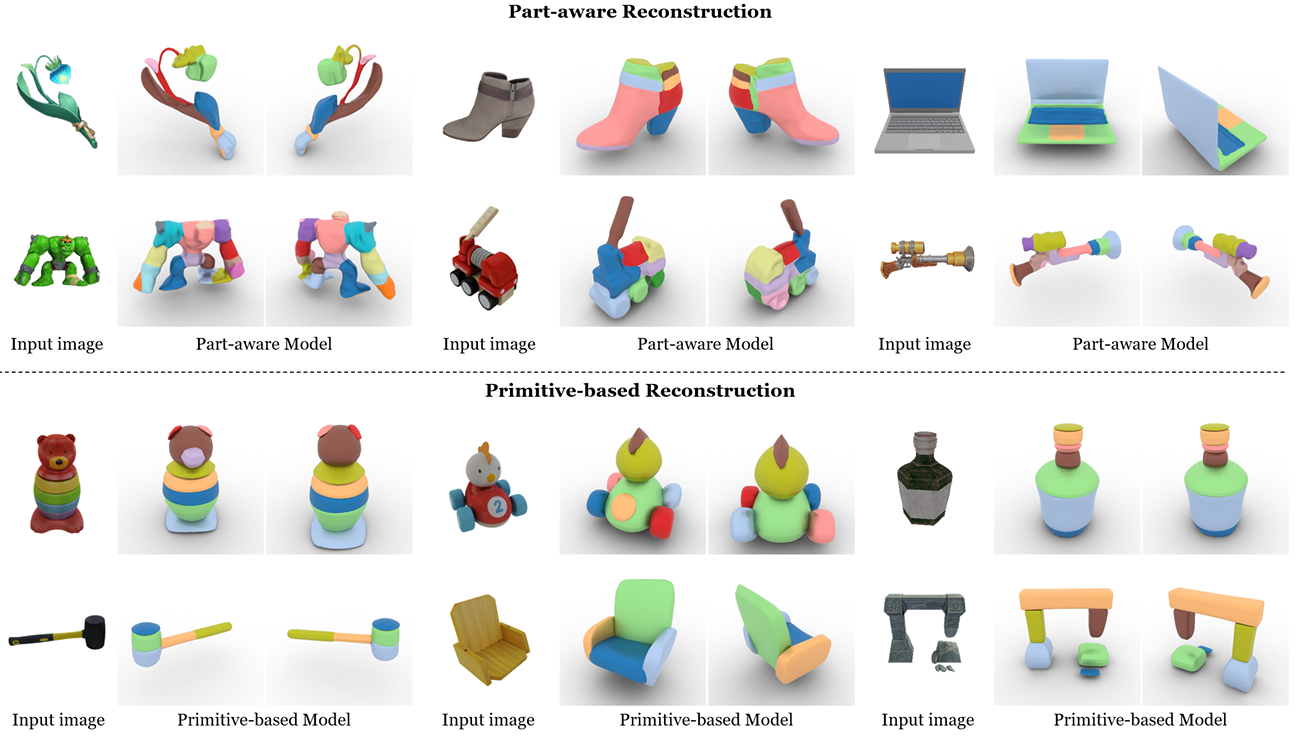 Part-aware Reconstruction
Input image
Part-aware Model
Input image
Part-aware Model
Input image
Part-aware Model
Primitive-based Reconstruction
2
Input image
Primitive-based Model
Input image
Primitive-based Model
Input image
Primitive-based Model